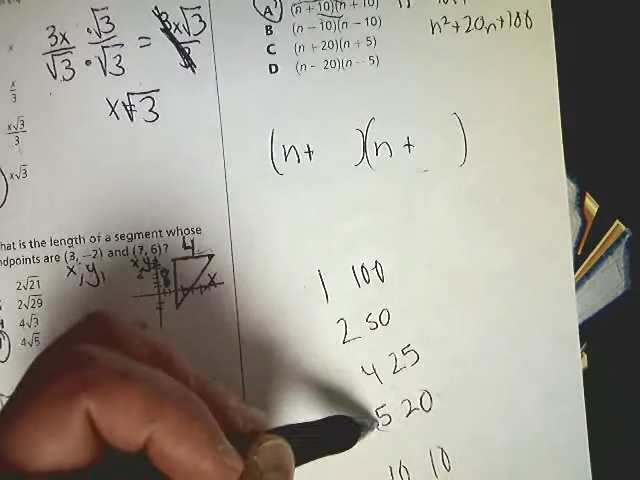 3x/√3 · √3/√3 = 3x√3/3
x√3
x
x/3
x√3/3
x√3
hat is the length of a segment whose
ndpoints are (3, −2) and (7, 6)?
x, y,
4
8
x
2√21
2√29
4√3
4√5
A (n + 10)(n + 10)
B (n − 10)(n − 10)
C (n + 20)(n + 5)
D (n − 20)(n − 5)
n²+20n+100
(n+ )(n+ )
1 100
2 50
4 25
5 20
10 10